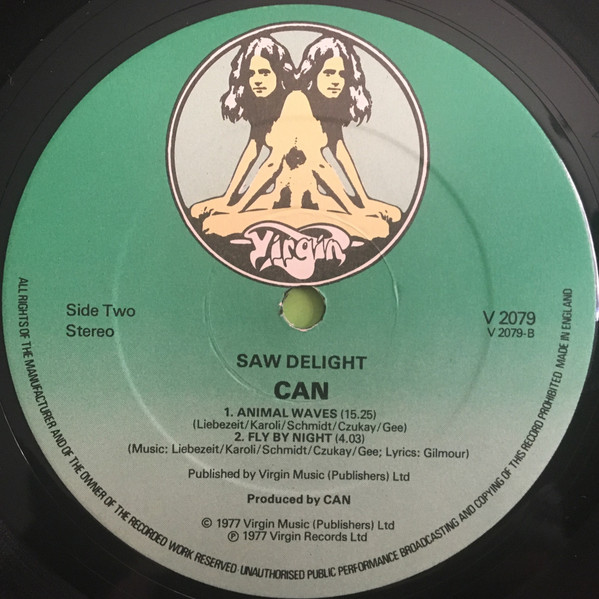 Virgin
Side Two
Stereo
V 2079
V 2079-B
SAW DELIGHT
CAN
1. ANIMAL WAVES (15.25)
(Liebezeit/Karoli/Schmidt/Czukay/Gee)
2. FLY BY NIGHT (4.03)
(Music: Liebezeit/Karoli/Schmidt/Czukay/Gee; Lyrics: Gilmour)
Published by Virgin Music (Publishers) Ltd
Produced by CAN
© 1977 Virgin Music (Publishers) Ltd
℗ 1977 Virgin Records Ltd
ALL RIGHTS OF THE MANUFACTURER AND OF THE OWNER OF THE RECORDED WORK RESERVED · UNAUTHORISED PUBLIC PERFORMANCE BROADCASTING AND COPYING OF THIS RECORD PROHIBITED MADE IN ENGLAND